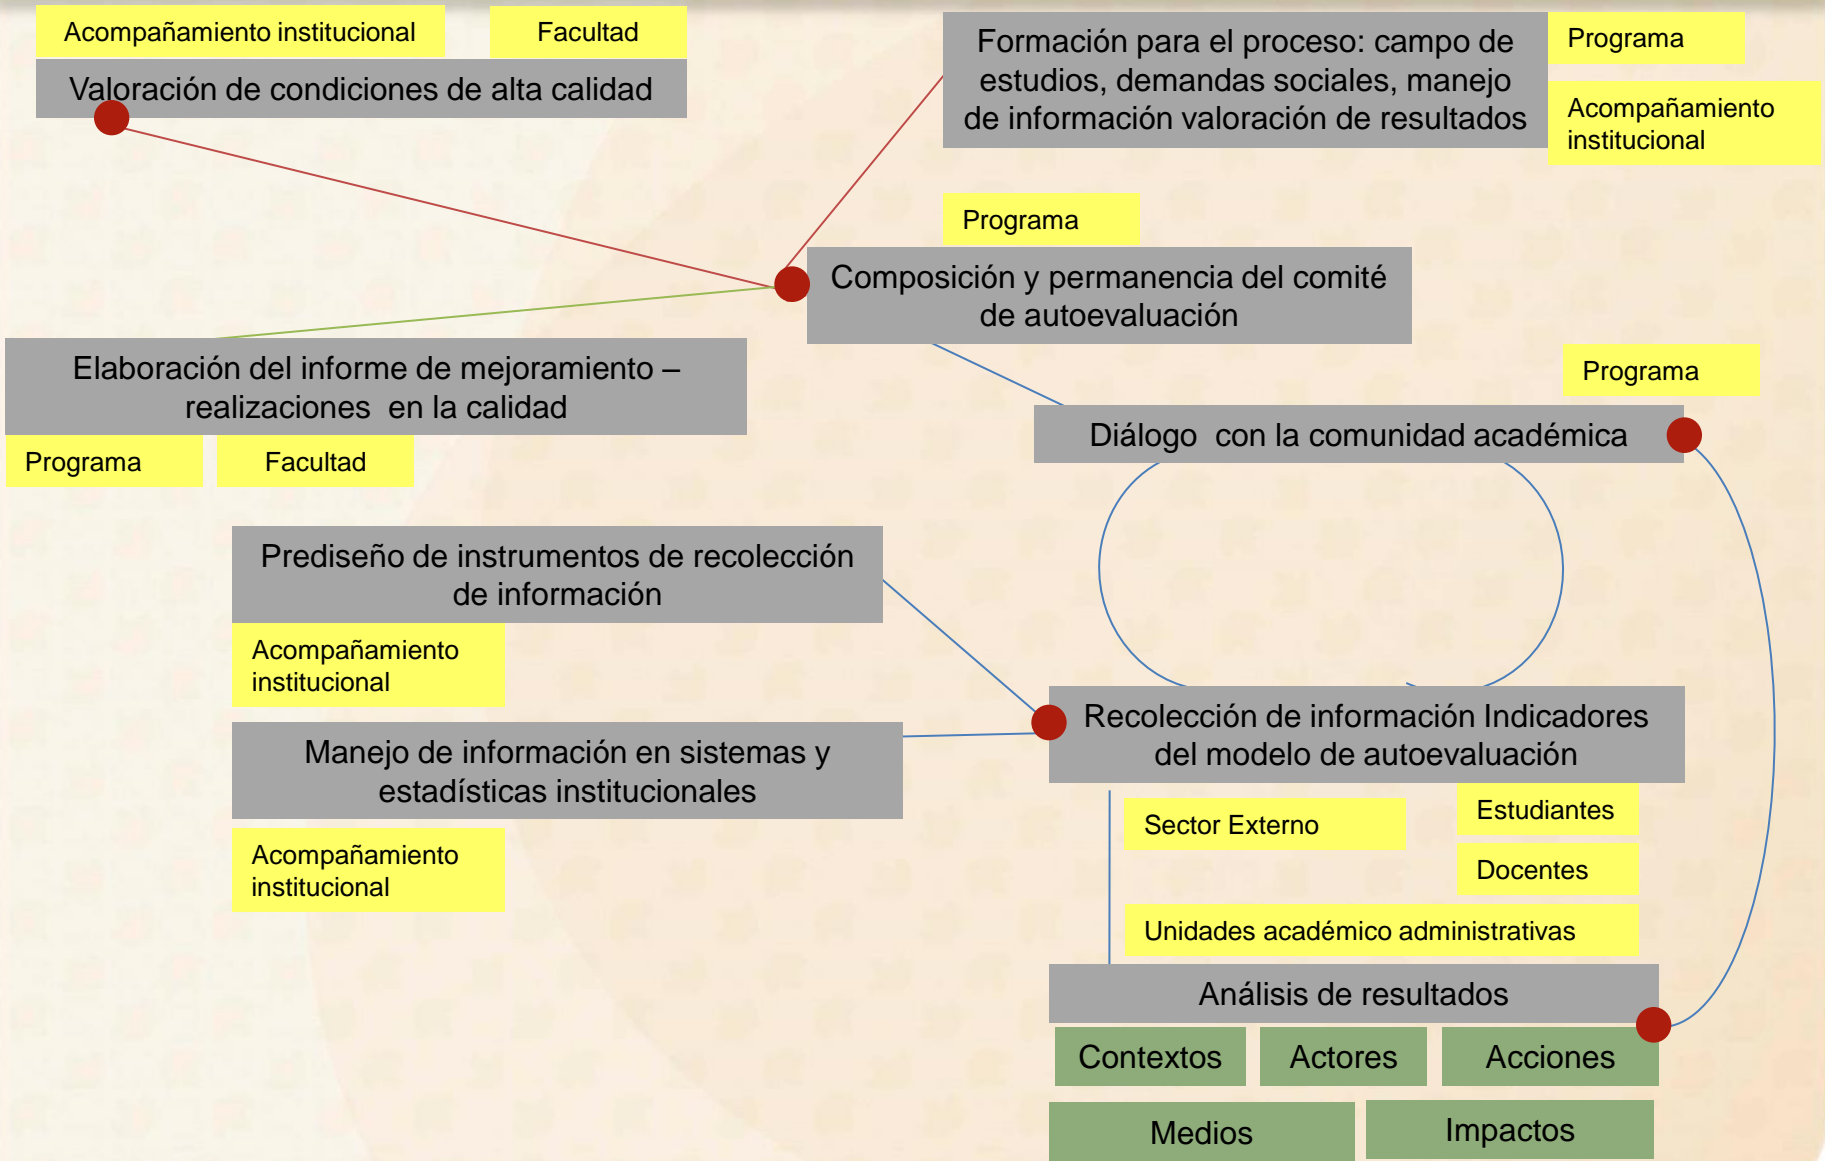 Acompañamiento institucional
Facultad
Valoración de condiciones de alta calidad
Formación para el proceso: campo de
estudios, demandas sociales, manejo
de información valoración de resultados
Programa
Acompañamiento
institucional
Programa
Composición y permanencia del comité
de autoevaluación
Elaboración del informe de mejoramiento –
realizaciones en la calidad
Programa
Facultad
Programa
Diálogo con la comunidad académica
Prediseño de instrumentos de recolección
de información
Acompañamiento
institucional
Manejo de información en sistemas y
estadísticas institucionales
Acompañamiento
institucional
Recolección de información Indicadores
del modelo de autoevaluación
Sector Externo
Estudiantes
Docentes
Unidades académico administrativas
Análisis de resultados
Contextos
Actores
Acciones
Medios
Impactos